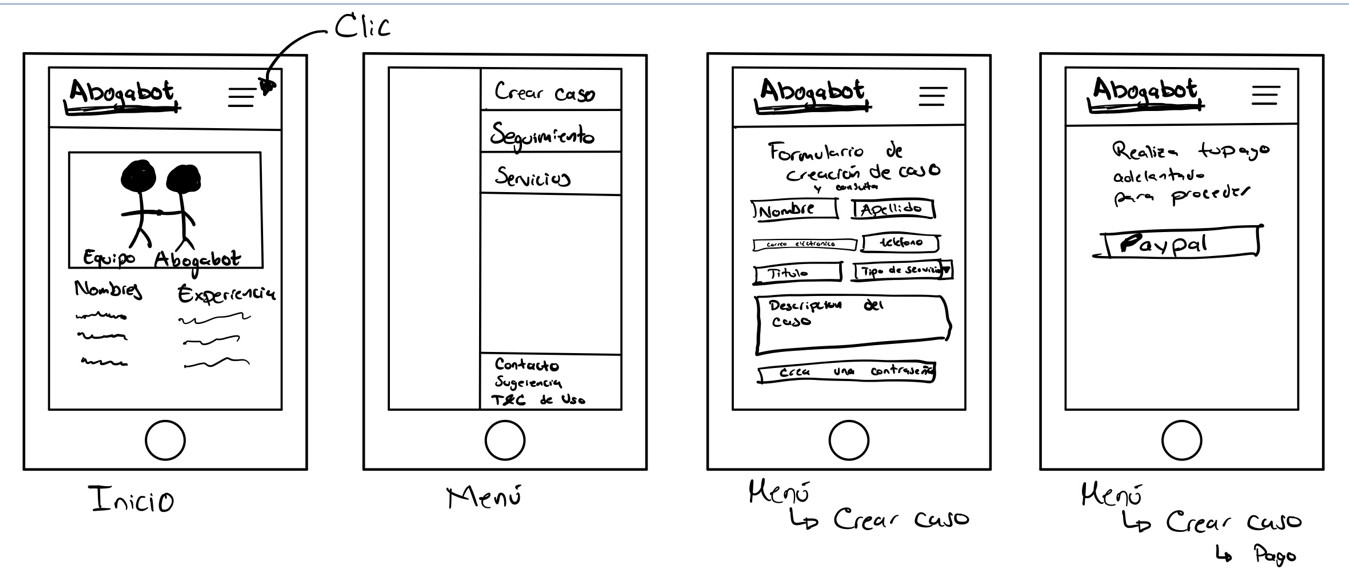 Clic
Abogabot
Equipo Abogabot
Nombres Experiencia
Inicio
Crear caso
Seguimiento
Servicios
Contacto
Sugerencia
T&C de Uso
Menú
Abogabot
Formulario de
creación de caso
y consulta
Nombre Apellido
correo electronico telefono
Titulo Tipo de servicio
Descripcion del
caso
Crea una contraseña
Menú
↳ Crear caso
Abogabot
Realiza tu pago
adelantado
para proceder
Paypal
Menú
↳ Crear caso
↳ Pago